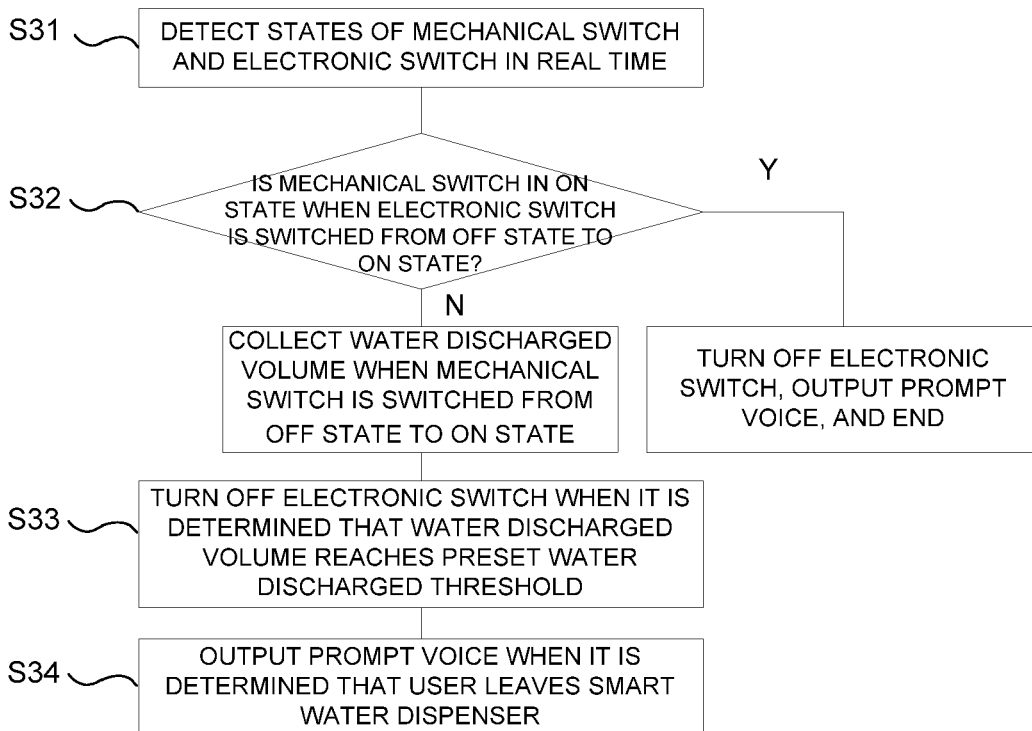 S31
DETECT STATES OF MECHANICAL SWITCH
AND ELECTRONIC SWITCH IN REAL TIME
S32
IS MECHANICAL SWITCH IN ON
STATE WHEN ELECTRONIC SWITCH
IS SWITCHED FROM OFF STATE TO
ON STATE?
Y
N
COLLECT WATER DISCHARGED
VOLUME WHEN MECHANICAL
SWITCH IS SWITCHED FROM
OFF STATE TO ON STATE
TURN OFF ELECTRONIC
SWITCH, OUTPUT PROMPT
VOICE, AND END
S33
TURN OFF ELECTRONIC SWITCH WHEN IT IS
DETERMINED THAT WATER DISCHARGED
VOLUME REACHES PRESET WATER
DISCHARGED THRESHOLD
S34
OUTPUT PROMPT VOICE WHEN IT IS
DETERMINED THAT USER LEAVES SMART
WATER DISPENSER